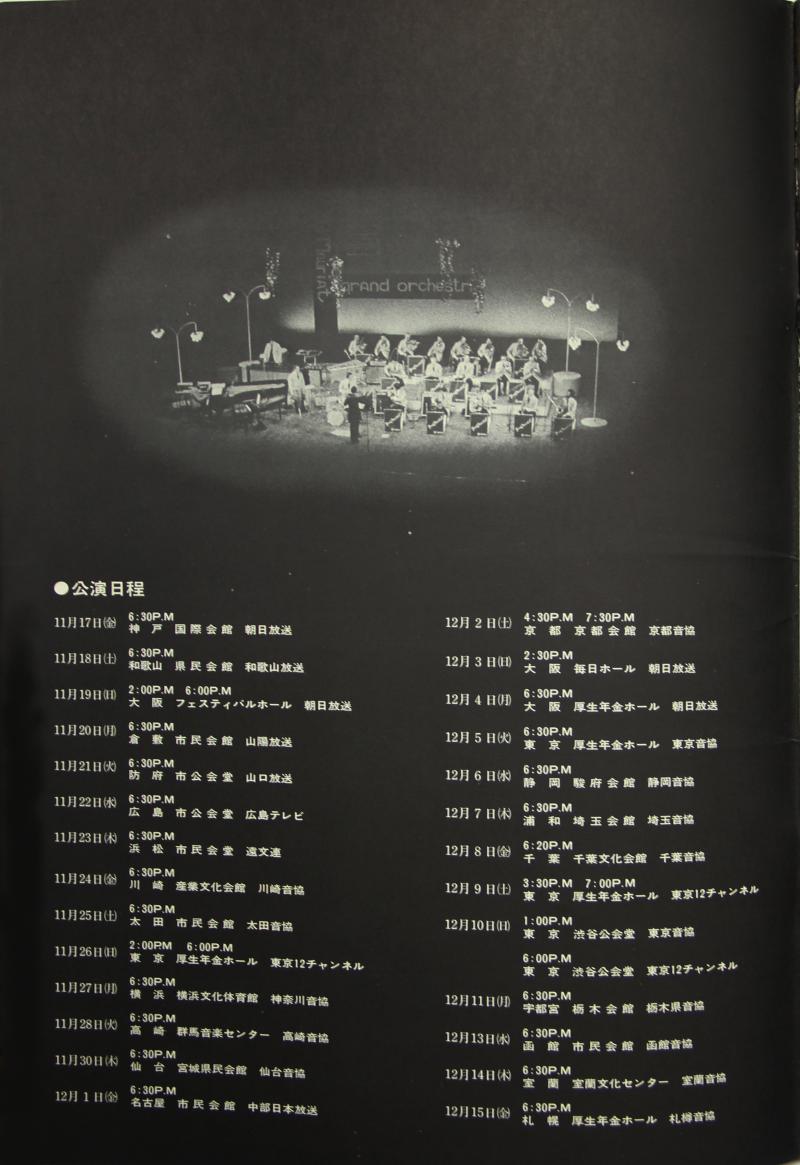 muriat
grand orchestr
●公演日程
11月17日(金) 6:30P.M
神戸 国際会館 朝日放送
11月18日(土) 6:30P.M
和歌山 県民会館 和歌山放送
11月19日(日) 2:00P.M 6:00P.M
大阪 フェスティバルホール 朝日放送
11月20日(月) 6:30P.M
倉敷 市民会館 山陽放送
11月21日(火) 6:30P.M
防府 市公会堂 山口放送
11月22日(水) 6:30P.M
広島 市公会堂 広島テレビ
11月23日(木) 6:30P.M
浜松 市民会堂 遠文連
11月24日(金) 6:30P.M
川崎 産業文化会館 川崎音協
11月25日(土) 6:30P.M
太田 市民会館 太田音協
11月26日(日) 2:00PM 6:00P.M
東京 厚生年金ホール 東京12チャンネル
11月27日(月) 6:30P.M
横浜 横浜文化体育館 神奈川音協
11月28日(火) 6:30P.M
高崎 群馬音楽センター 高崎音協
11月30日(木) 6:30P.M
仙台 宮城県民会館 仙台音協
12月1日(金) 6:30P.M
名古屋 市民会館 中部日本放送
12月2日(土) 4:30P.M 7:30P.M
京都 京都会館 京都音協
12月3日(日) 2:30P.M
大阪 毎日ホール 朝日放送
12月4日(月) 6:30P.M
大阪 厚生年金ホール 朝日放送
12月5日(火) 6:30P.M
東京 厚生年金ホール 東京音協
12月6日(水) 6:30P.M
静岡 駿府会館 静岡音協
12月7日(木) 6:30P.M
浦和 埼玉会館 埼玉音協
12月8日(金) 6:20P.M
千葉 千葉文化会館 千葉音協
12月9日(土) 3:30P.M 7:00P.M
東京 厚生年金ホール 東京12チャンネル
12月10日(日) 1:00P.M
東京 渋谷公会堂 東京音協
6:00P.M
東京 渋谷公会堂 東京12チャンネル
12月11日(月) 6:30P.M
宇都宮 栃木会館 栃木県音協
12月13日(水) 6:30P.M
函館 市民会館 函館音協
12月14日(木) 6:30P.M
室蘭 室蘭文化センター 室蘭音協
12月15日(金) 6:30P.M
札幌 厚生年金ホール 札樽音協